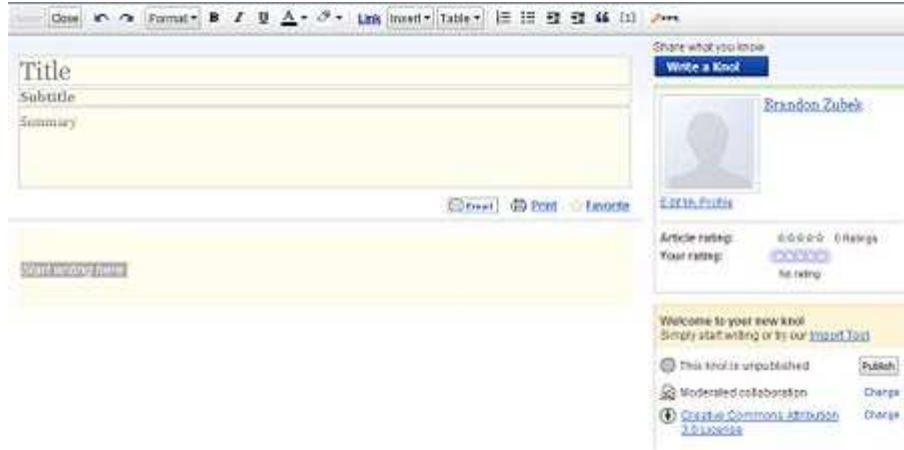 Close Format B I U A Link Insert Table [1]
Share what you know
Write a Knol
Title
Subtitle
Summary
Brandon Zubek
Edit th. Profile
Email Print Favorite
Article rating: 0 Ratings
Your rating:
No rating
Start writing here
Welcome to your new knol
Simply start writing or try our Import Tool
This knol is unpublished Publish
Moderated collaboration Change
Creative Commons Attribution Change
3.0 License